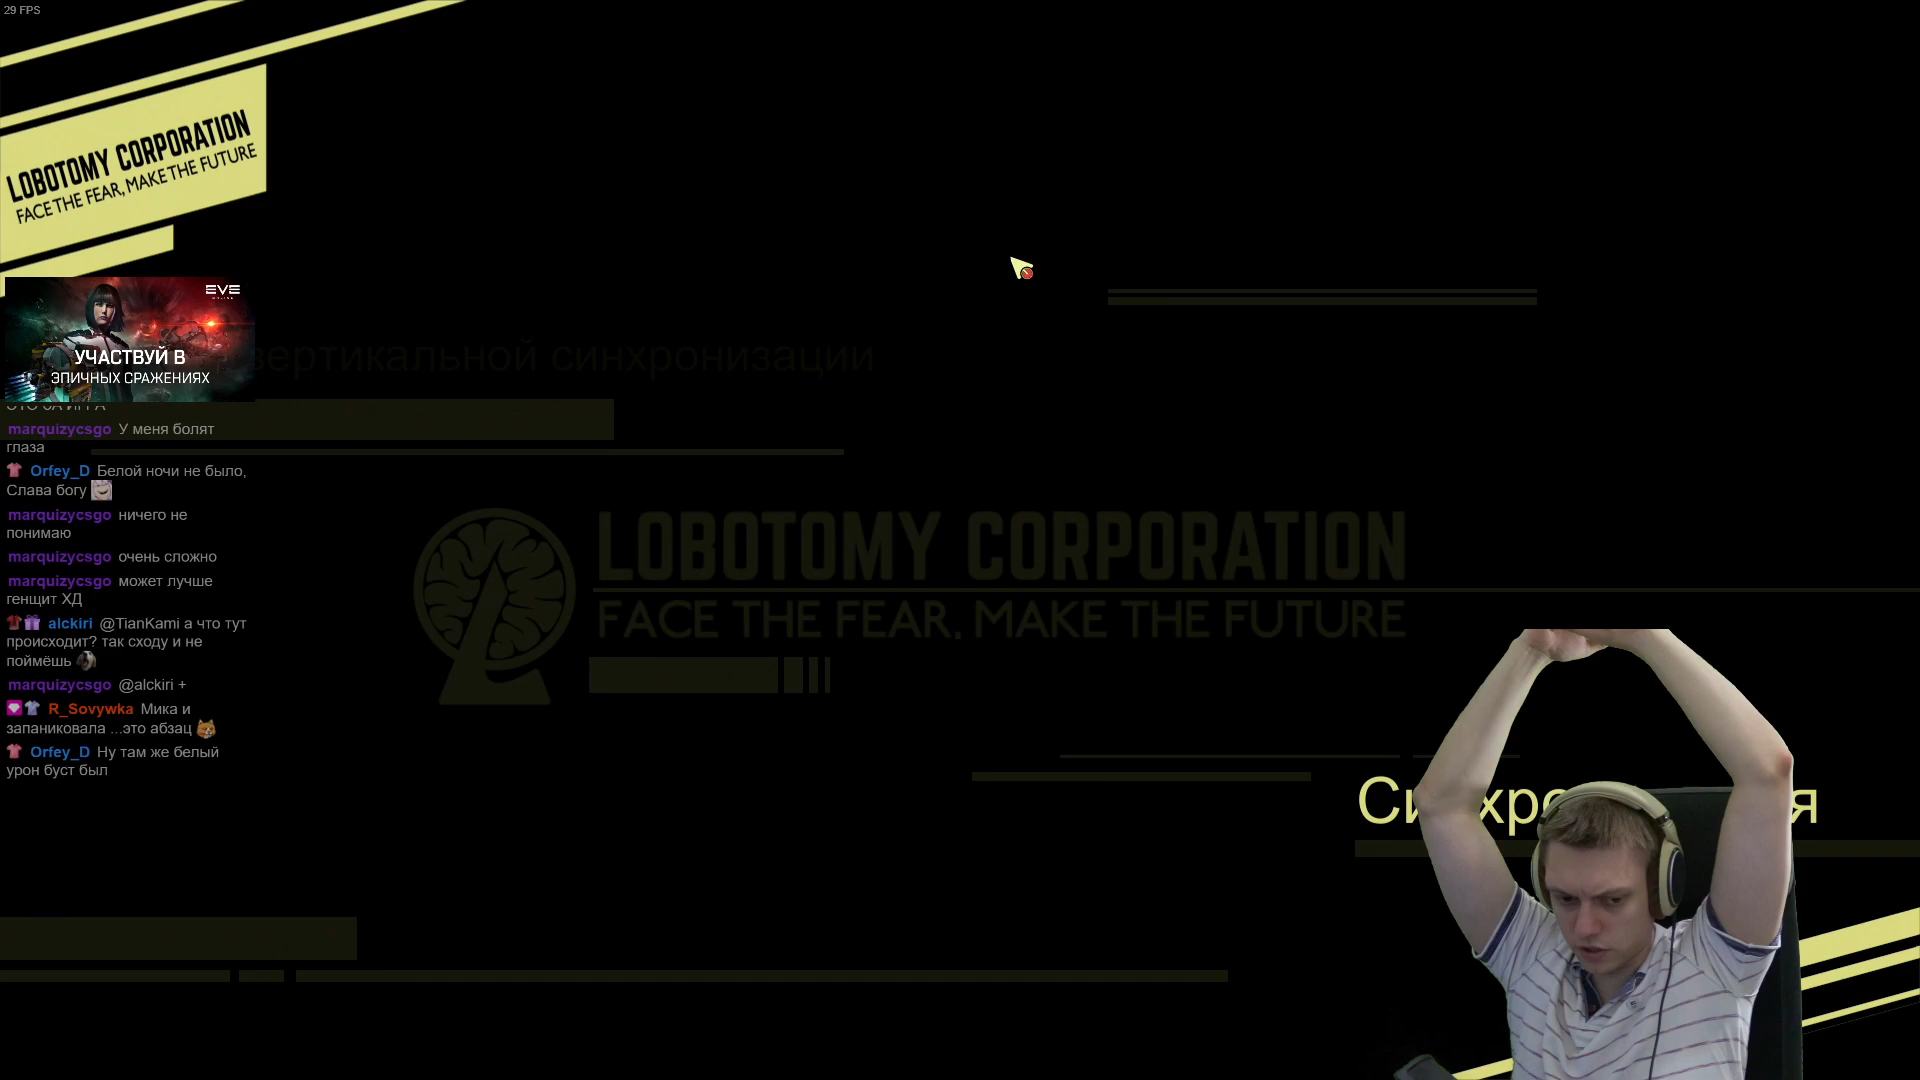 29 FPS
LOBOTOMY CORPORATION
FACE THE FEAR, MAKE THE FUTURE
EVE
ONLINE
УЧАСТВУЙ В
ЭПИЧНЫХ СРАЖЕНИЯХ
вертикальной синхронизации
marquizycsgo У меня болят
глаза
Orfey_D Белой ночи не было,
Слава богу
marquizycsgo ничего не
понимаю
marquizycsgo очень сложно
marquizycsgo может лучше
генщит ХД
alckiri @TianKami а что тут
происходит? так сходу и не
поймёшь
marquizycsgo @alckiri +
R_Sovywka Мика и
запаниковала ...это абзац
Orfey_D Ну там же белый
урон буст был
LOBOTOMY CORPORATION
FACE THE FEAR, MAKE THE FUTURE